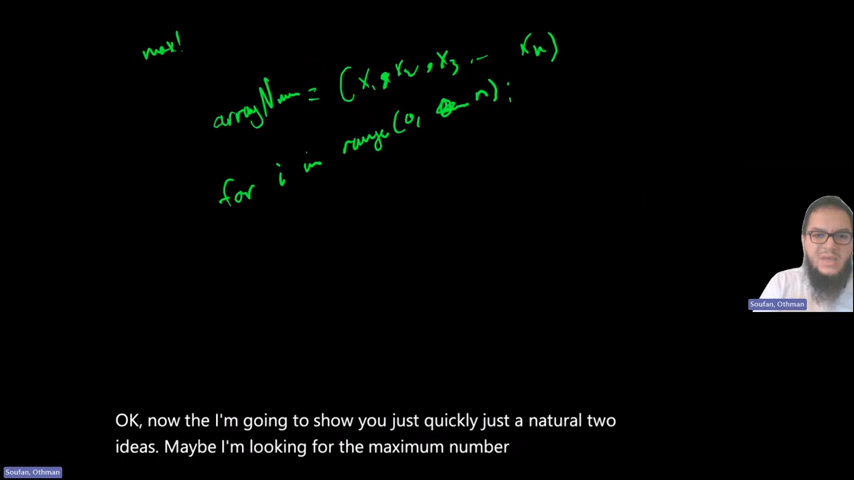 max!
arrayNum = (x1, x2, x3 ... xn)
for i in range(0, n):
Soufan, Othman
OK, now the I'm going to show you just quickly just a natural two
ideas. Maybe I'm looking for the maximum number
Soufan, Othman